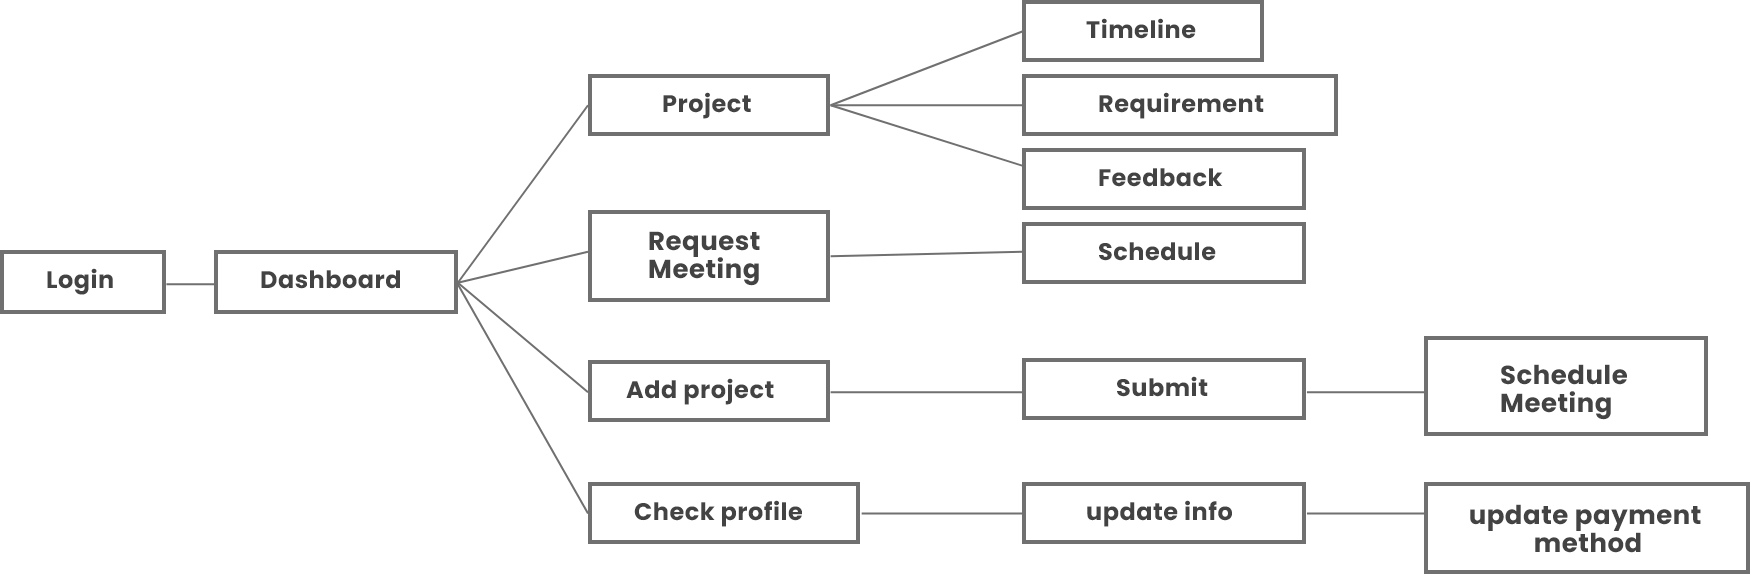 Timeline
Project
Requirement
Feedback
Request
Meeting
Schedule
Login
Dashboard
Add project
Submit
Schedule
Meeting
Check profile
update info
update payment
method